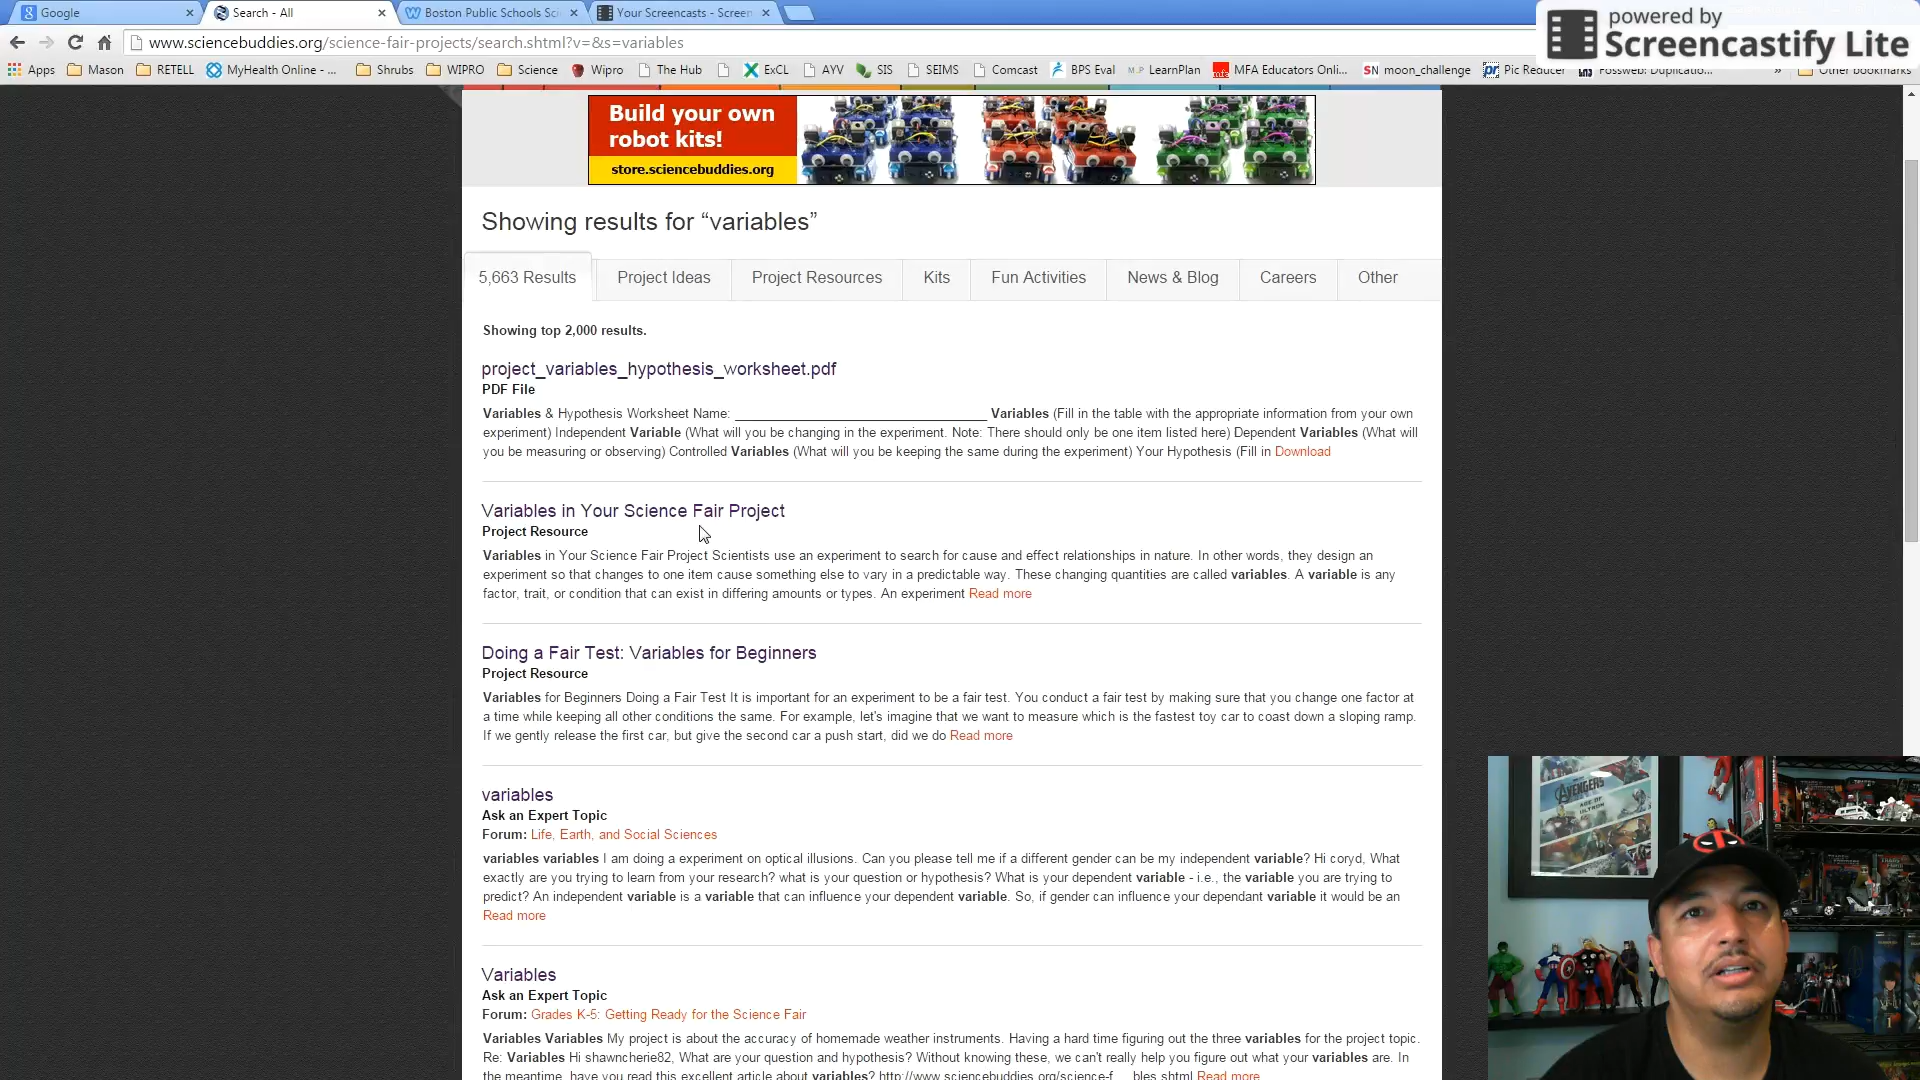 Google
Search - All
Boston Public Schools Sci
Your Screencasts - Screen
powered by
Screencastify Lite
www.sciencebuddies.org/science-fair-projects/search.shtml?v=&s=variables
Apps Mason RETELL MyHealth Online - ... Shrubs WIPRO Science Wipro The Hub ExCL AYV SIS SEIMS Comcast BPS Eval LearnPlan MFA Educators Onli... moon_challenge Pic Reducer Fossweb: Duplicatio... » Other bookmarks
Build your own
robot kits!
store.sciencebuddies.org
Showing results for “variables”
5,663 Results Project Ideas Project Resources Kits Fun Activities News & Blog Careers Other
Showing top 2,000 results.
project_variables_hypothesis_worksheet.pdf
PDF File
Variables & Hypothesis Worksheet Name: __________________________________ Variables (Fill in the table with the appropriate information from your own
experiment) Independent Variable (What will you be changing in the experiment. Note: There should only be one item listed here) Dependent Variables (What will
you be measuring or observing) Controlled Variables (What will you be keeping the same during the experiment) Your Hypothesis (Fill in Download
Variables in Your Science Fair Project
Project Resource
Variables in Your Science Fair Project Scientists use an experiment to search for cause and effect relationships in nature. In other words, they design an
experiment so that changes to one item cause something else to vary in a predictable way. These changing quantities are called variables. A variable is any
factor, trait, or condition that can exist in differing amounts or types. An experiment Read more
Doing a Fair Test: Variables for Beginners
Project Resource
Variables for Beginners Doing a Fair Test It is important for an experiment to be a fair test. You conduct a fair test by making sure that you change one factor at
a time while keeping all other conditions the same. For example, let's imagine that we want to measure which is the fastest toy car to coast down a sloping ramp.
If we gently release the first car, but give the second car a push start, did we do Read more
variables
Ask an Expert Topic
Forum: Life, Earth, and Social Sciences
variables variables I am doing a experiment on optical illusions. Can you please tell me if a different gender can be my independent variable? Hi coryd, What
exactly are you trying to learn from your research? what is your question or hypothesis? What is your dependent variable - i.e., the variable you are trying to
predict? An independent variable is a variable that can influence your dependent variable. So, if gender can influence your dependant variable it would be an
Read more
Variables
Ask an Expert Topic
Forum: Grades K-5: Getting Ready for the Science Fair
Variables Variables My project is about the accuracy of homemade weather instruments. Having a hard time figuring out the three variables for the project topic.
Re: Variables Hi shawncherie82, What are your question and hypothesis? Without knowing these, we can't really help you figure out what your variables are. In
the meantime, have you read this excellent article about variables? http://www.sciencebuddies.org/science-f ... bles.shtml Read more
AVENGERS
AGE OF
ULTRON